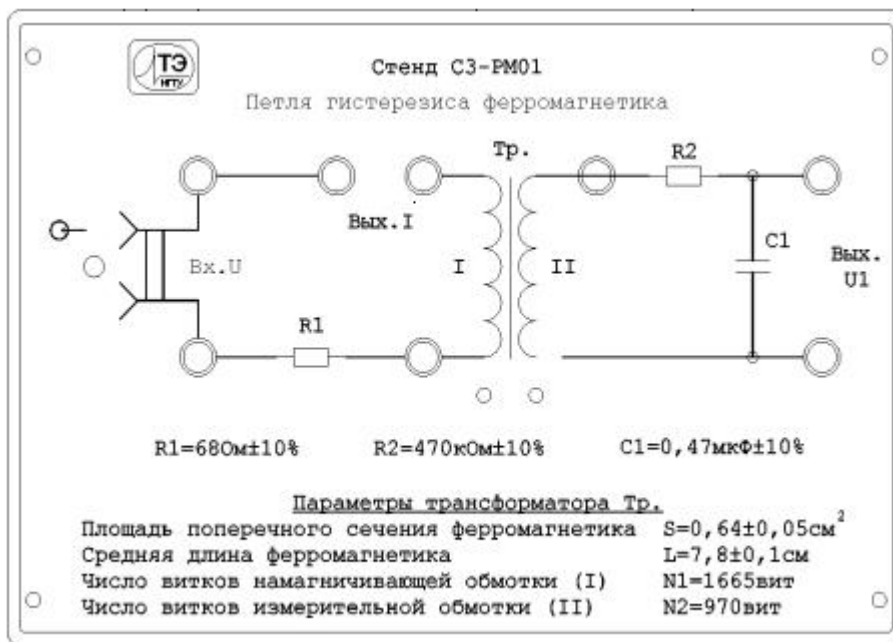 ТЭ
НГТУ
Стенд С3-РМ01
Петля гистерезиса ферромагнетика
Тр.
R2
Вых.I
C1
Вх.U
I
II
Вых.
U1
R1
R1=68Ом±10%
R2=470кОм±10%
C1=0,47мкФ±10%
Параметры трансформатора Тр.
Площадь поперечного сечения ферромагнетика S=0,64±0,05см²
Средняя длина ферромагнетика L=7,8±0,1см
Число витков намагничивающей обмотки (I) N1=1665вит
Число витков измерительной обмотки (II) N2=970вит